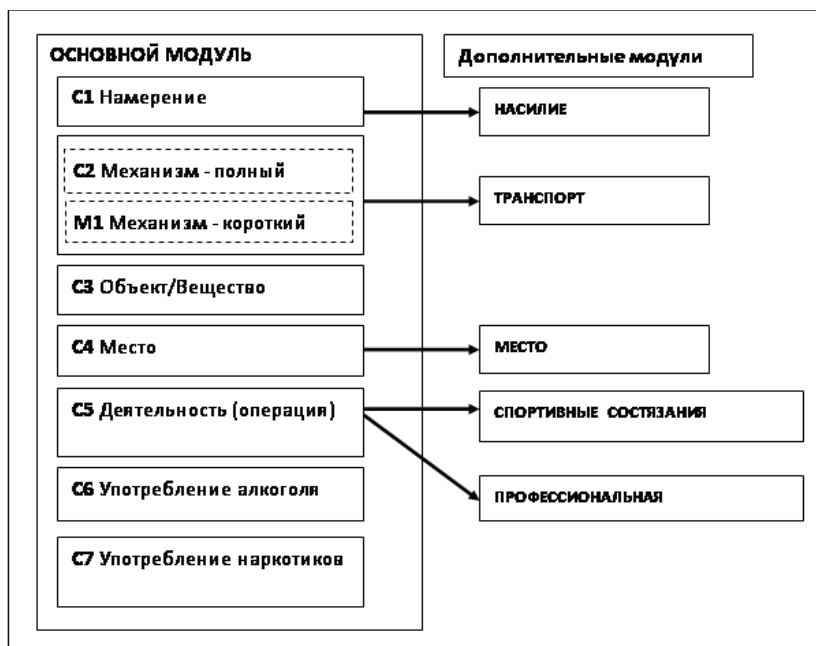 ОСНОВНОЙ МОДУЛЬ
С1 Намерение
С2 Механизм - полный
М1 Механизм - короткий
С3 Объект/Вещество
С4 Место
С5 Деятельность (операция)
С6 Употребление алкоголя
С7 Употребление наркотиков
Дополнительные модули
НАСИЛИЕ
ТРАНСПОРТ
МЕСТО
СПОРТИВНЫЕ СОСТЯЗАНИЯ
ПРОФЕССИОНАЛЬНАЯ